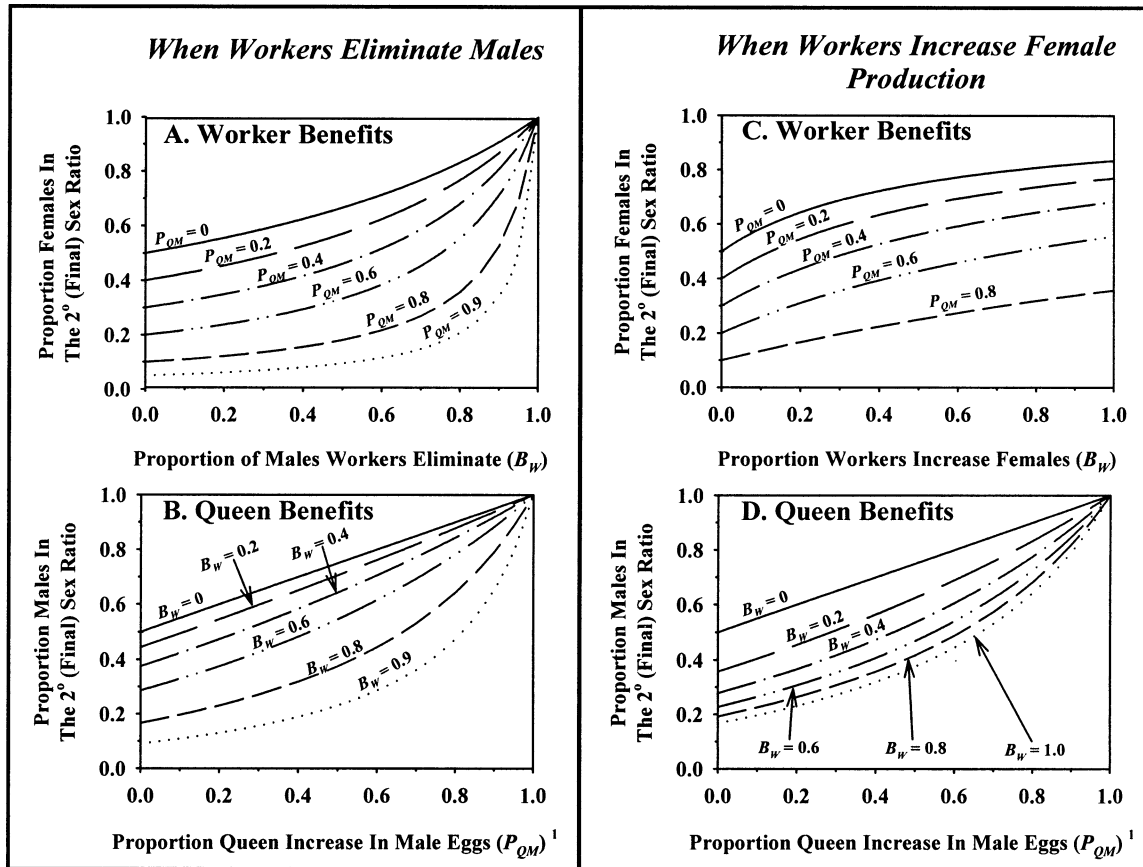 When Workers Eliminate Males
A. Worker Benefits
Proportion Females In
The 2° (Final) Sex Ratio
1.0
0.8
0.6
0.4
0.2
0.0
P_QM = 0
P_QM = 0.2
P_QM = 0.4
P_QM = 0.6
P_QM = 0.8
P_QM = 0.9
0.0 0.2 0.4 0.6 0.8 1.0
Proportion of Males Workers Eliminate (B_W)
B. Queen Benefits
Proportion Males In
The 2° (Final) Sex Ratio
1.0
0.8
0.6
0.4
0.2
0.0
B_W = 0
B_W = 0.2
B_W = 0.4
B_W = 0.6
B_W = 0.8
B_W = 0.9
0.0 0.2 0.4 0.6 0.8 1.0
Proportion Queen Increase In Male Eggs (P_QM) 1
When Workers Increase Female
Production
C. Worker Benefits
Proportion Females In
The 2° (Final) Sex Ratio
1.0
0.8
0.6
0.4
0.2
0.0
P_QM = 0
P_QM = 0.2
P_QM = 0.4
P_QM = 0.6
P_QM = 0.8
0.0 0.2 0.4 0.6 0.8 1.0
Proportion Workers Increase Females (B_W)
D. Queen Benefits
Proportion Males In
The 2° (Final) Sex Ratio
1.0
0.8
0.6
0.4
0.2
0.0
B_W = 0
B_W = 0.2
B_W = 0.4
B_W = 0.6
B_W = 0.8
B_W = 1.0
0.0 0.2 0.4 0.6 0.8 1.0
Proportion Queen Increase In Male Eggs (P_QM) 1